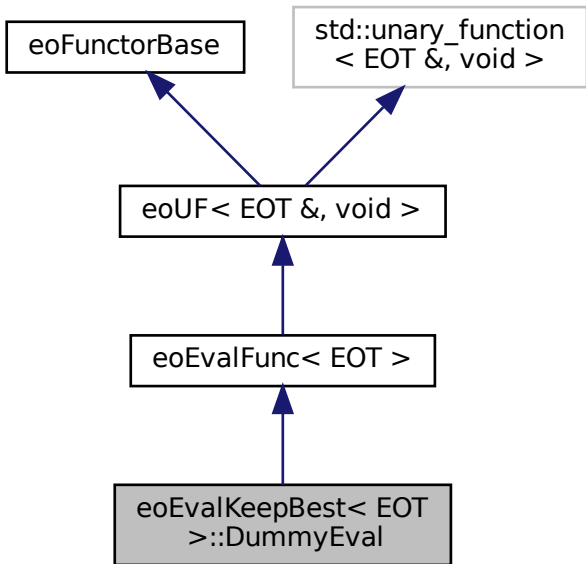 eoFunctorBase
std::unary_function
< EOT &, void >
eoUF< EOT &, void >
eoEvalFunc< EOT >
eoEvalKeepBest< EOT
>::DummyEval